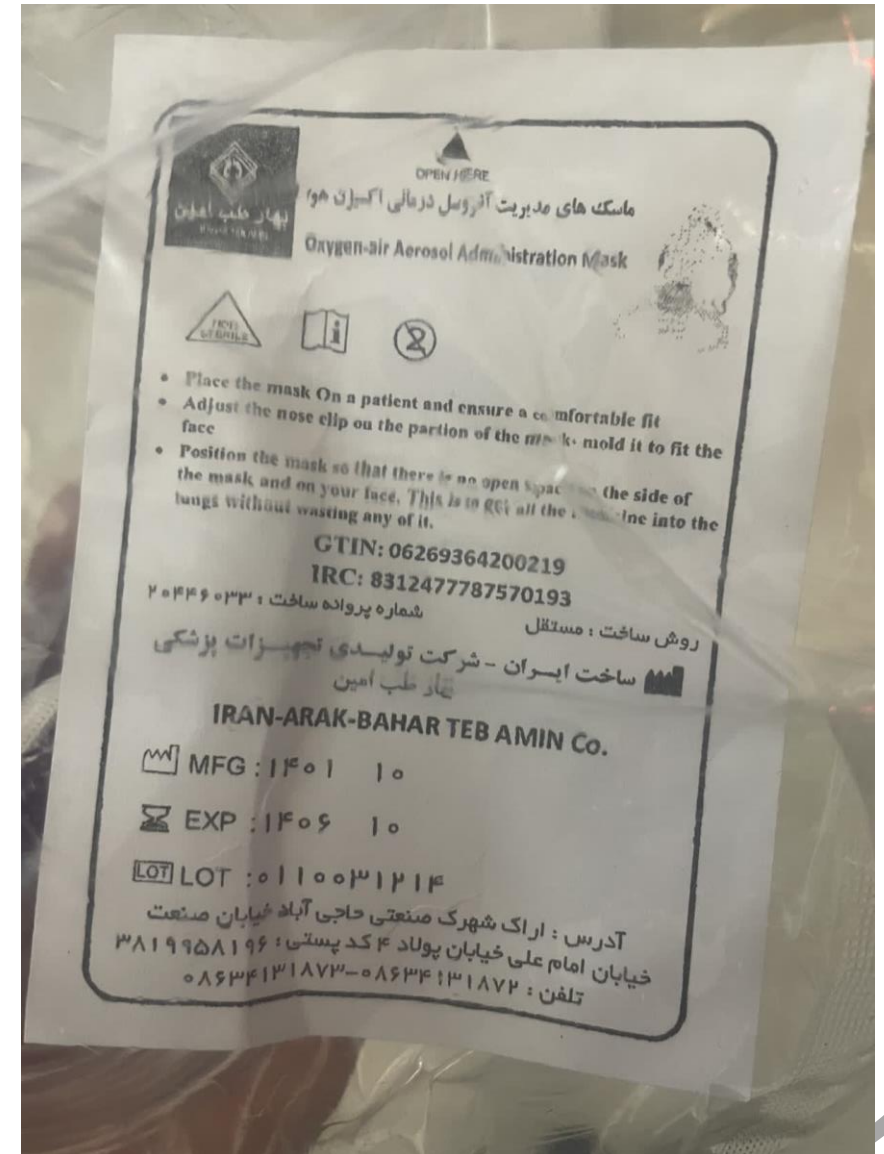 OPEN HERE
بهار طب امین
ماسک های مدیریت آئروسل درمانی اکسیژن هوا
Oxygen-air Aerosol Administration Mask
NON
STERILE
• Place the mask On a patient and ensure a comfortable fit
• Adjust the nose clip on the partion of the mask mold it to fit the
face
• Position the mask so that there is no open space the side of
the mask and on your face. This is to get all the medicine into the
lungs without wasting any of it.
GTIN: 06269364200219
IRC: 8312477787570193
شماره پروانه ساخت : ۲۰۴۴۶۰۳۳
روش ساخت : مستقل
ساخت ایـران - شرکت تولیـدی تجهیـزات پزشکی
بهار طب امین
IRAN-ARAK-BAHAR TEB AMIN Co.
MFG : ۱۴۰۱ ۱۰
EXP : ۱۴۰۶ ۱۰
LOT LOT : ۰۱۱۰۰۳۱۲۱۴
آدرس : اراک شهرک صنعتی حاجی آباد خیابان صنعت
خیابان امام علی خیابان پولاد ۴ کد پستی : ۳۸۱۹۹۵۸۱۹۶
تلفن : ۰۸۶۳۴۱۳۱۸۷۲-۰۸۶۳۴۱۳۱۸۷۳